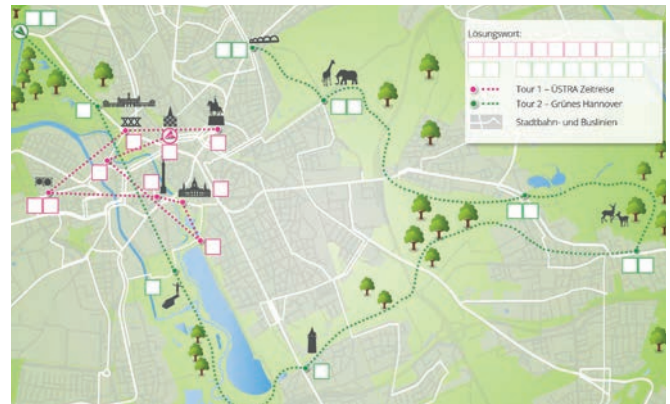 Lösungswort:
Tour 1 – ÜSTRA Zeitreise
Tour 2 – Grünes Hannover
Stadtbahn- und Buslinien